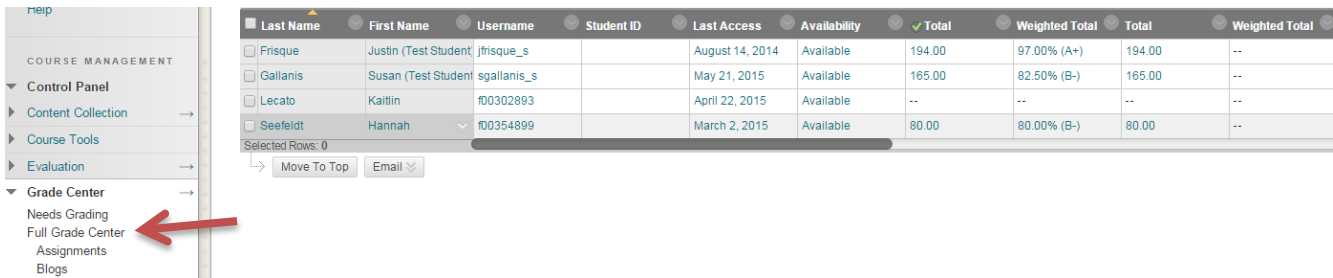 Help
COURSE MANAGEMENT
Control Panel
Content Collection
Course Tools
Evaluation
Grade Center
Needs Grading
Full Grade Center
Assignments
Blogs
Last Name First Name Username Student ID Last Access Availability Total Weighted Total Total Weighted Total
Frisque Justin (Test Student) jfrisque_s August 14, 2014 Available 194.00 97.00% (A+) 194.00 --
Gallanis Susan (Test Student sgallanis_s May 21, 2015 Available 165.00 82.50% (B-) 165.00 --
Lecato Kaitlin f00302893 April 22, 2015 Available -- -- -- --
Seefeldt Hannah f00354899 March 2, 2015 Available 80.00 80.00% (B-) 80.00 --
Selected Rows: 0
Move To Top Email